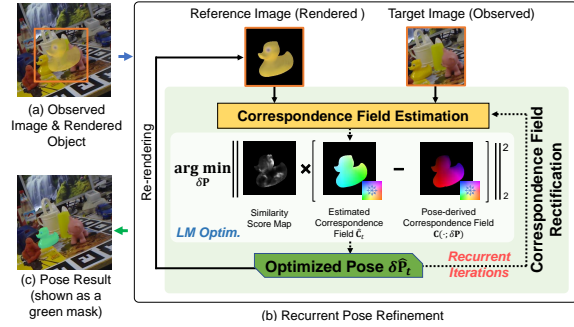 (a) Observed
Image & Rendered
Object
(c) Pose Result
(shown as a
green mask)
Reference Image (Rendered )
Target Image (Observed)
Correspondence Field Estimation
arg min
δP
2
2
Similarity
Score Map
Estimated
Correspondence
Field Ĉt
Pose-derived
Correspondence Field
C(·; δP)
LM Optim.
Optimized Pose δP̂t
Recurrent
Iterations
Re-rendering
Correspondence Field
Rectification
(b) Recurrent Pose Refinement